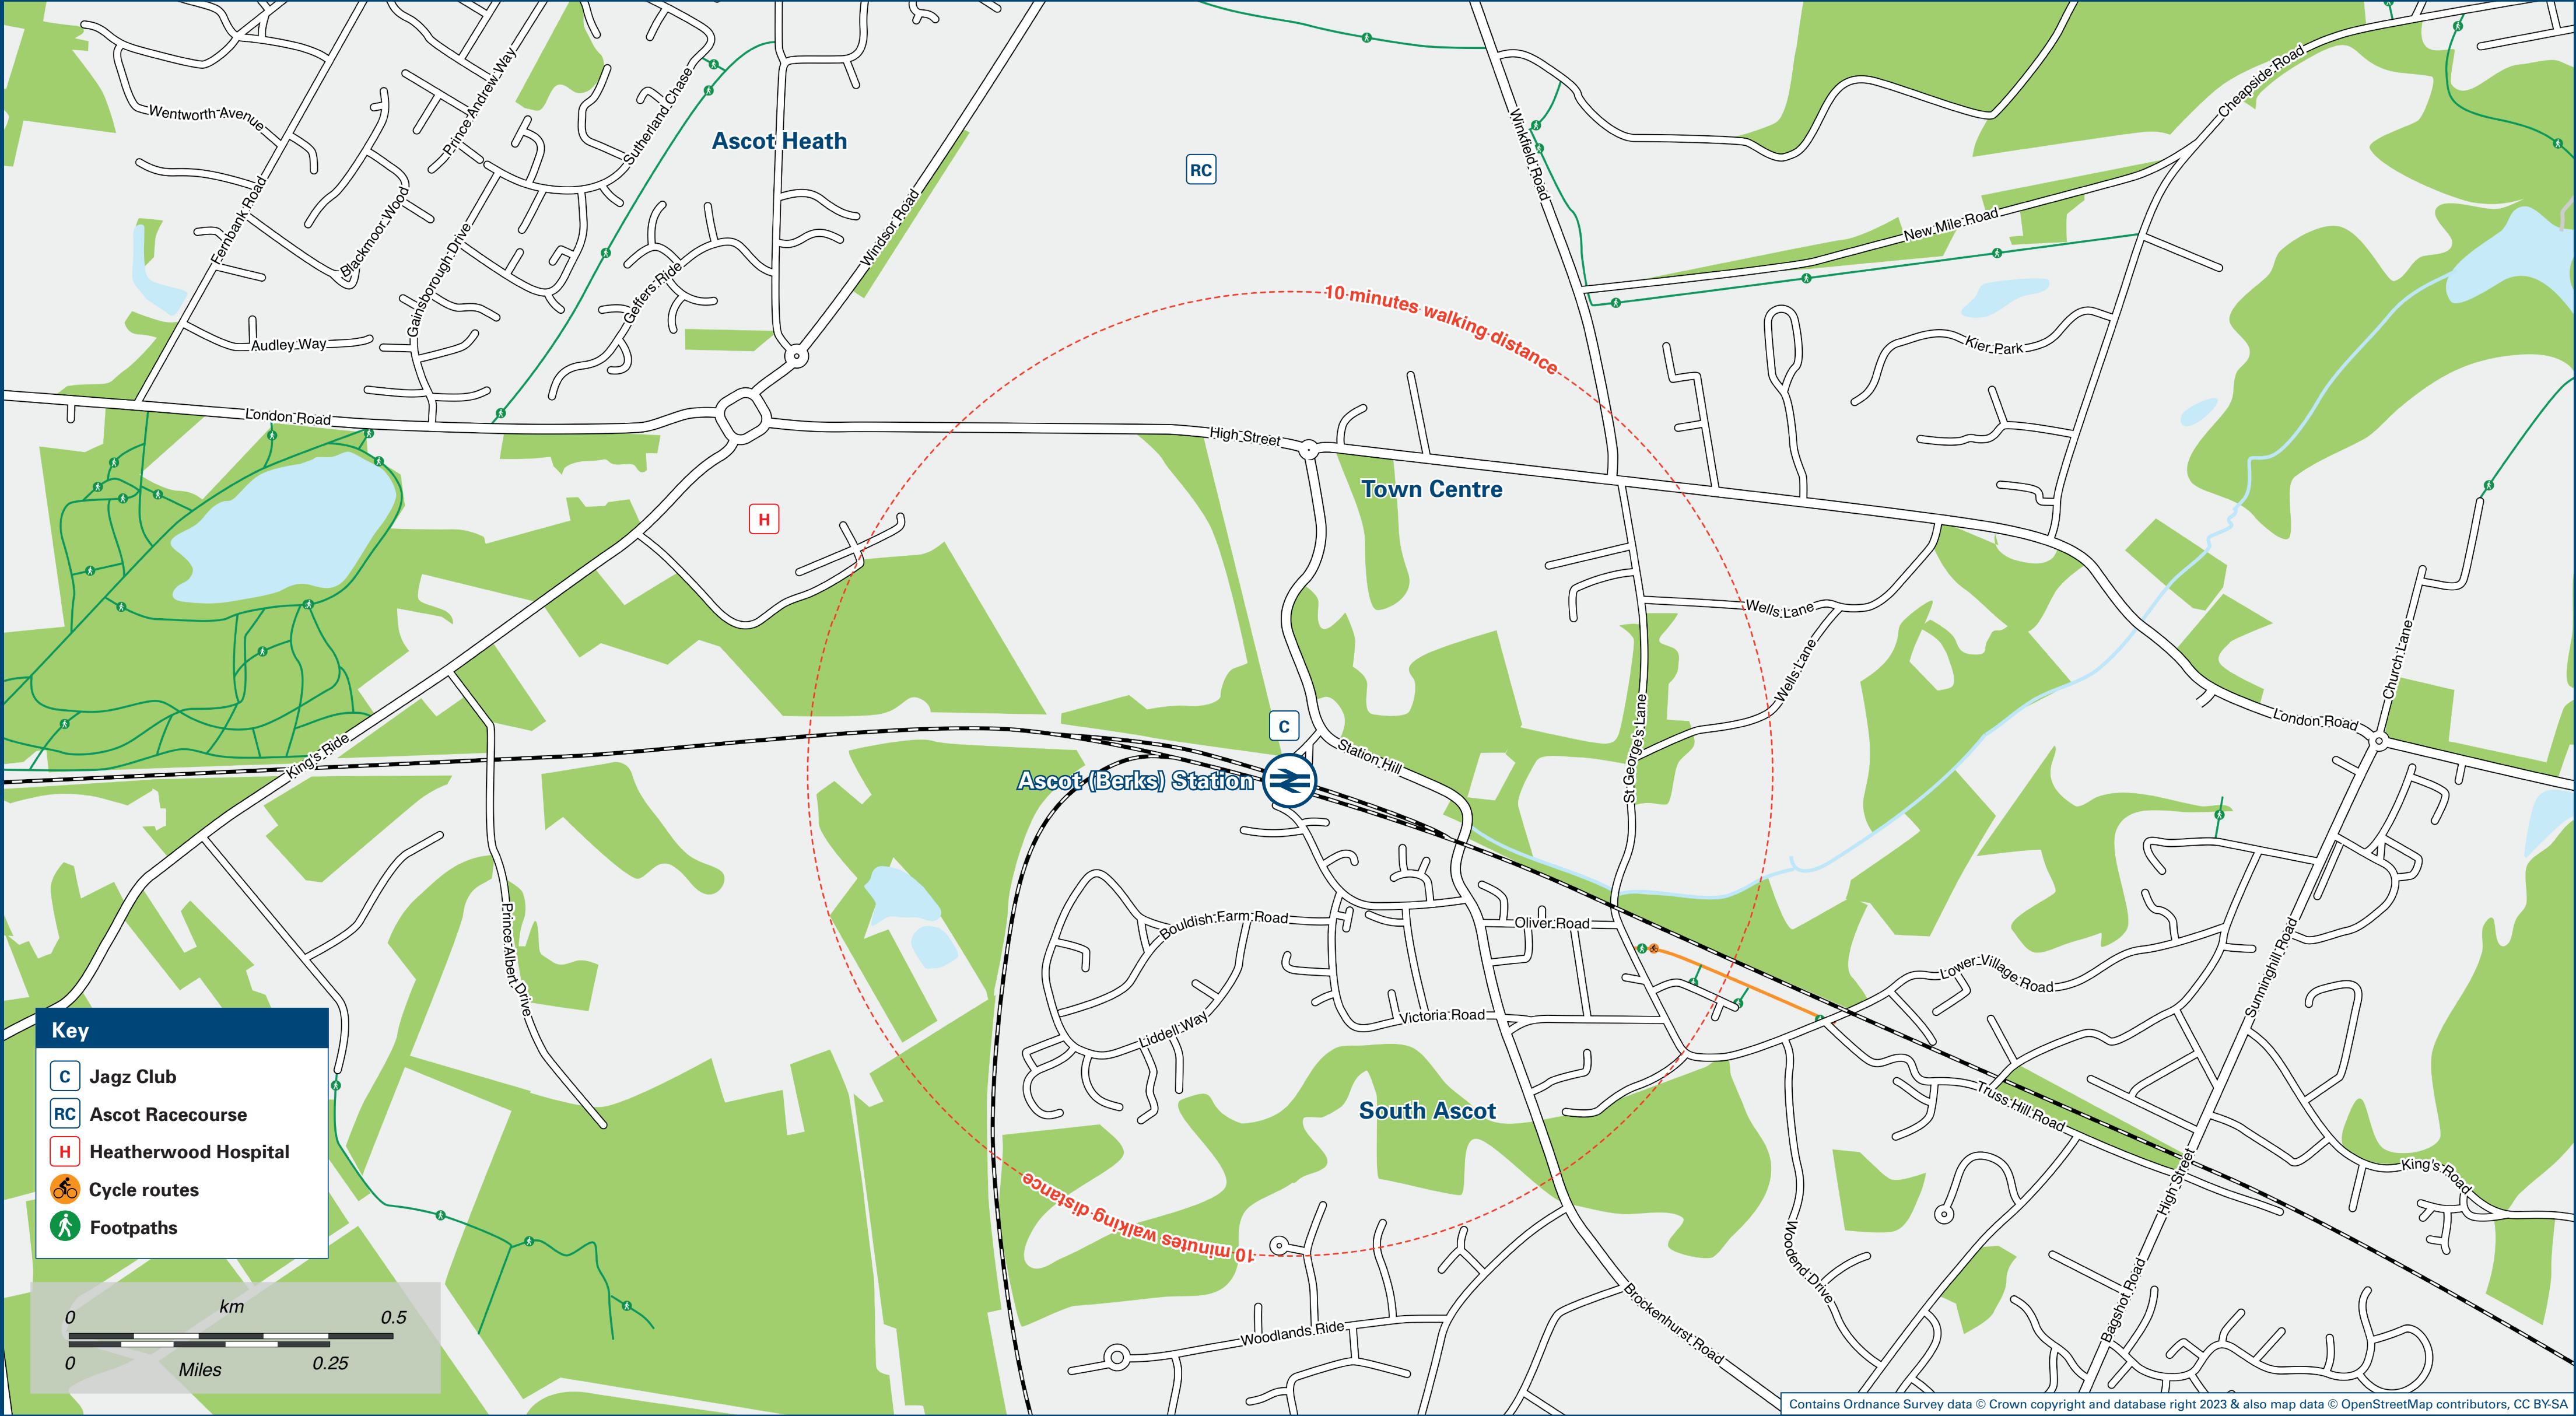 Cheapside Road
Prince Andrew Way
Sutherland Chase
Wentworth Avenue
Ascot Heath
Winkfield Road
RC
Fernbank Road
Blackmoor Wood
Windsor Road
New Mile Road
Gainsborough Drive
Geffers Ride
10 minutes walking distance
Audley Way
Kier Park
London Road
High Street
Town Centre
H
Wells Lane
Wells Lane
Church Lane
St George's Lane
London Road
C
Station Hill
King's Ride
Ascot (Berks) Station
Prince Albert Drive
Bouldish Farm Road
Oliver Road
Lower Village Road
Sunninghill Road
Liddell Way
Victoria Road
South Ascot
Truss Hill Road
King's Road
High Street
10 minutes walking distance
Woodend Drive
Bagshot Road
Woodlands Ride
Brockenhurst Road
Key
C Jagz Club
RC Ascot Racecourse
H Heatherwood Hospital
Cycle routes
Footpaths
km
0 0.5
0 0.25
Miles
Contains Ordnance Survey data © Crown copyright and database right 2023 & also map data © OpenStreetMap contributors, CC BY-SA